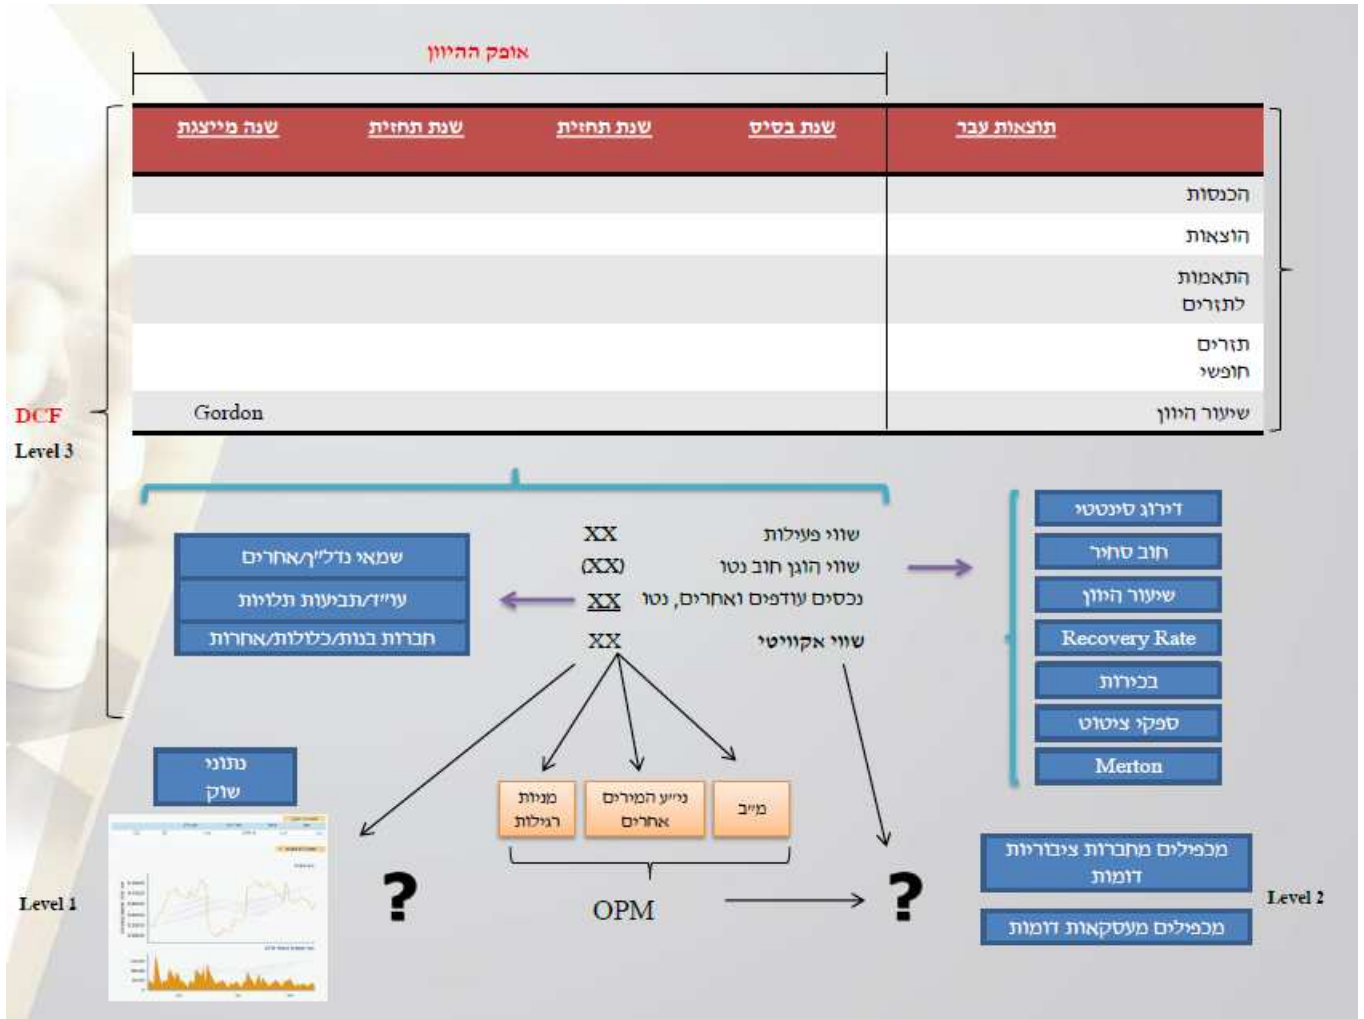 אופק ההיוון
תוצאות עבר שנת בסיס שנת תחזית שנת תחזית שנה מייצגת
הכנסות
הוצאות
התאמות
לתזרים
תזרים
חופשי
שיעור היוון Gordon
DCF
Level 3
שווי פעילות XX
שווי הוגן חוב נטו (XX)
נכסים עודפים ואחרים, נטו XX
שווי אקוויטי XX
דירוג סינטטי
חוב סחיר
שיעור היוון
Recovery Rate
בכירות
ספקי ציטוט
Merton
שמאי נדל״ן/אחרים
עו״ד/תביעות תלויות
חברות בנות/כלולות/אחרות
נתוני
שוק
מ״ב
ני״ע המירים
אחרים
מניות
רגילות
OPM
?
?
מכפילים מחברות ציבוריות
דומות
מכפילים מעסקאות דומות
Level 2
Level 1